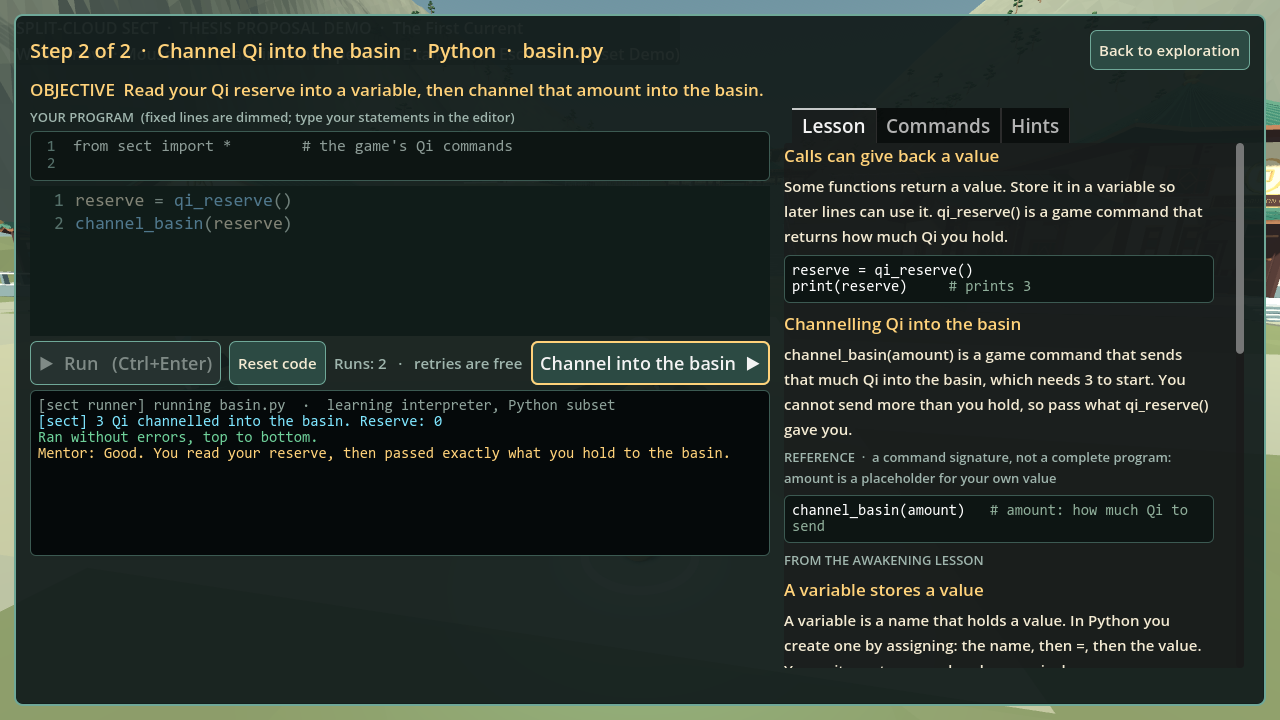 SPLIT-CLOUD SECT · THESIS PROPOSAL DEMO · The First Current
Step 2 of 2 · Channel Qi into the basin · Python · basin.py
Back to exploration
OBJECTIVE Read your Qi reserve into a variable, then channel that amount into the basin.
YOUR PROGRAM (fixed lines are dimmed; type your statements in the editor)
1 from sect import * # the game's Qi commands
2
1 reserve = qi_reserve()
2 channel_basin(reserve)
▶ Run (Ctrl+Enter)
Reset code
Runs: 2 · retries are free
Channel into the basin ▶
[sect runner] running basin.py · learning interpreter, Python subset
[sect] 3 Qi channelled into the basin. Reserve: 0
Ran without errors, top to bottom.
Mentor: Good. You read your reserve, then passed exactly what you hold to the basin.
Lesson Commands Hints
Calls can give back a value
Some functions return a value. Store it in a variable so
later lines can use it. qi_reserve() is a game command that
returns how much Qi you hold.
reserve = qi_reserve()
print(reserve) # prints 3
Channelling Qi into the basin
channel_basin(amount) is a game command that sends
that much Qi into the basin, which needs 3 to start. You
cannot send more than you hold, so pass what qi_reserve()
gave you.
REFERENCE · a command signature, not a complete program:
amount is a placeholder for your own value
channel_basin(amount) # amount: how much Qi to
send
FROM THE AWAKENING LESSON
A variable stores a value
A variable is a name that holds a value. In Python you
create one by assigning: the name, then =, then the value.